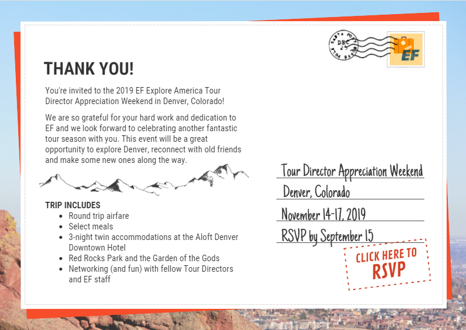 THANK YOU!
You're invited to the 2019 EF Explore America Tour
Director Appreciation Weekend in Denver, Colorado!
We are so grateful for your hard work and dedication to
EF and we look forward to celebrating another fantastic
tour season with you. This event will be a great
opportunity to explore Denver, reconnect with old friends
and make some new ones along the way.
TRIP INCLUDES
• Round trip airfare
• Select meals
• 3-night twin accommodations at the Aloft Denver
Downtown Hotel
• Red Rocks Park and the Garden of the Gods
• Networking (and fun) with fellow Tour Directors
and EF staff
DEC
EF
Tour Director Appreciation Weekend
Denver, Colorado
November 14-17, 2019
RSVP by September 15
CLICK HERE TO
RSVP